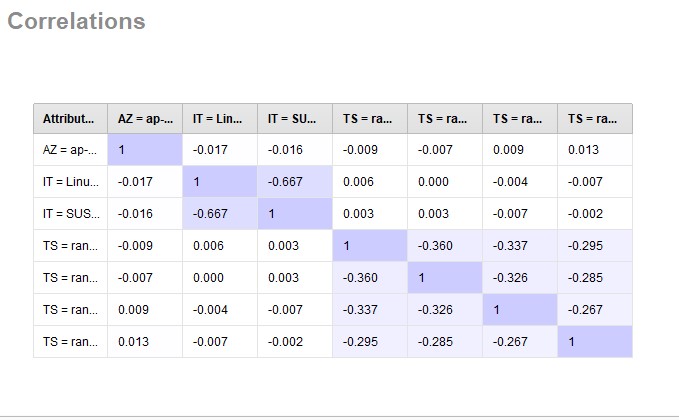 Correlations
Attribut... AZ = ap-... IT = Lin... IT = SU... TS = ra... TS = ra... TS = ra... TS = ra...
AZ = ap-... 1 -0.017 -0.016 -0.009 -0.007 0.009 0.013
IT = Linu... -0.017 1 -0.667 0.006 0.000 -0.004 -0.007
IT = SUS... -0.016 -0.667 1 0.003 0.003 -0.007 -0.002
TS = ran... -0.009 0.006 0.003 1 -0.360 -0.337 -0.295
TS = ran... -0.007 0.000 0.003 -0.360 1 -0.326 -0.285
TS = ran... 0.009 -0.004 -0.007 -0.337 -0.326 1 -0.267
TS = ran... 0.013 -0.007 -0.002 -0.295 -0.285 -0.267 1